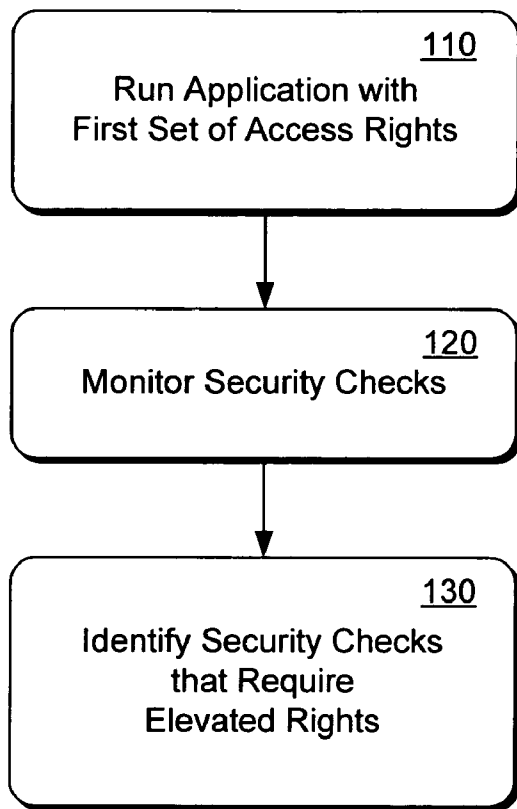 110
Run Application with
First Set of Access Rights
120
Monitor Security Checks
130
Identify Security Checks
that Require
Elevated Rights